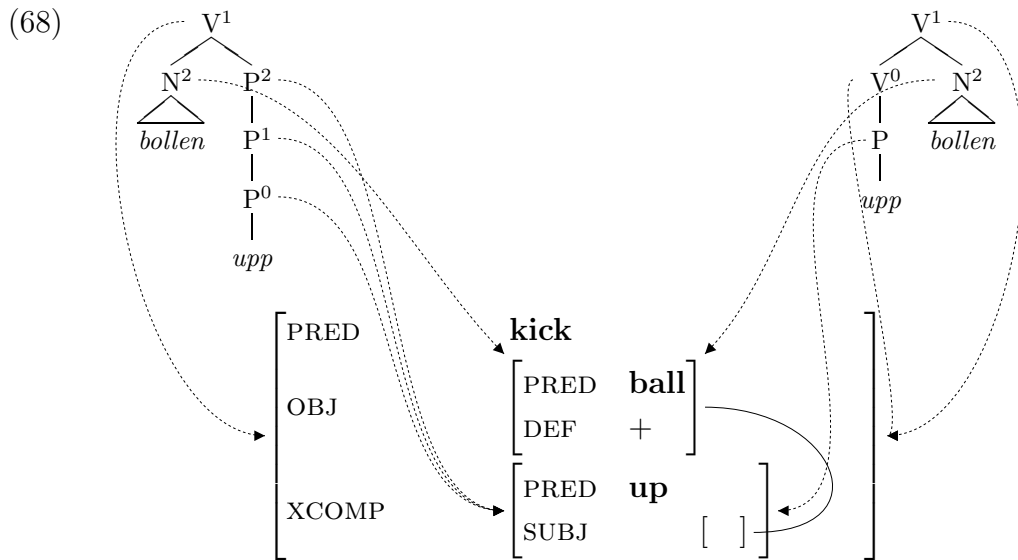 (68)
V¹ V¹
N² P² V⁰ N²
bollen P¹ P bollen
P⁰ upp
upp
PRED kick
PRED ball
OBJ
DEF +
PRED up
XCOMP
SUBJ [ ]